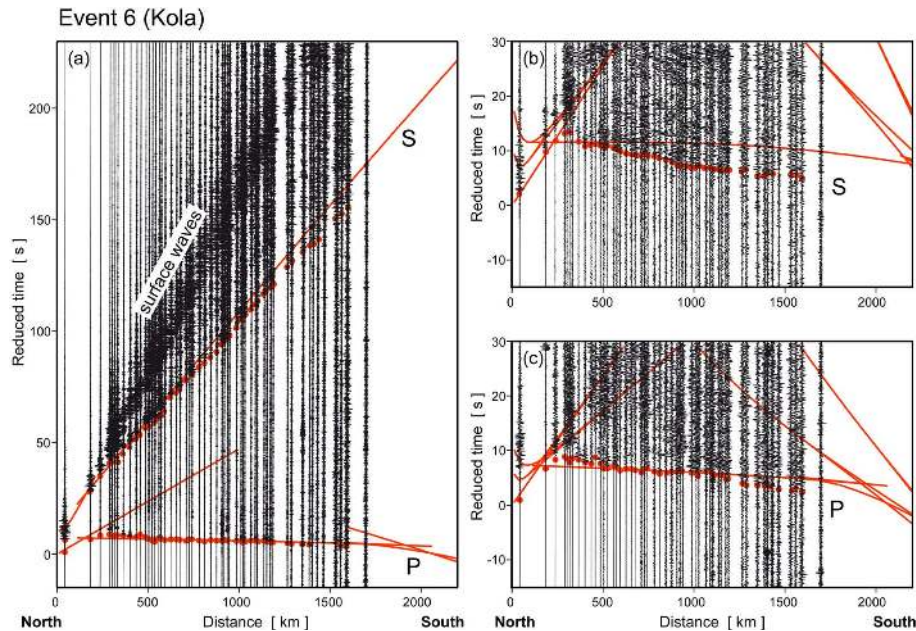 Event 6 (Kola)
(a)
Reduced time [ s ]
200
150
100
50
0
surface waves
S
P
0 500 1000 1500 2000
North Distance [ km ] South
(b)
Reduced time [ s ]
30
20
10
0
-10
S
0 500 1000 1500 2000
(c)
Reduced time [ s ]
30
20
10
0
-10
P
0 500 1000 1500 2000
North Distance [ km ] South